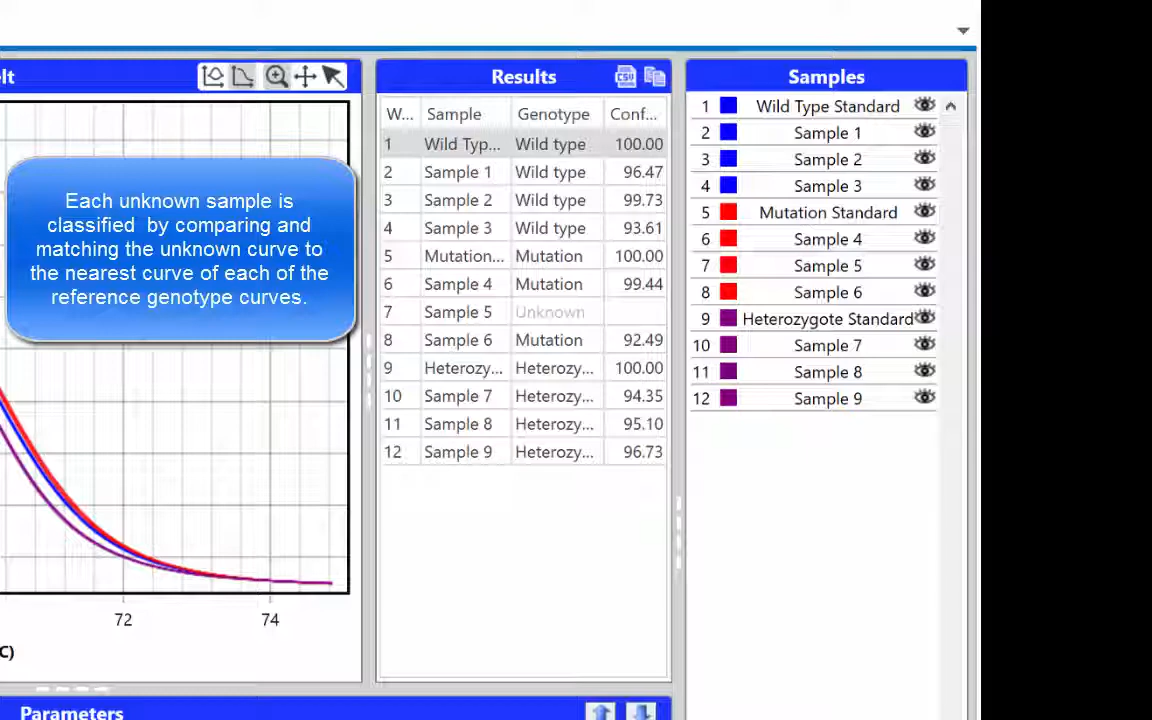 elt
Results
CSV
Samples
W... Sample Genotype Conf...
1 Wild Typ... Wild type 100.00
2 Sample 1 Wild type 96.47
3 Sample 2 Wild type 99.73
4 Sample 3 Wild type 93.61
5 Mutation... Mutation 100.00
6 Sample 4 Mutation 99.44
7 Sample 5 Unknown
8 Sample 6 Mutation 92.49
9 Heterozy... Heterozy... 100.00
10 Sample 7 Heterozy... 94.35
11 Sample 8 Heterozy... 95.10
12 Sample 9 Heterozy... 96.73
1 Wild Type Standard
2 Sample 1
3 Sample 2
4 Sample 3
5 Mutation Standard
6 Sample 4
7 Sample 5
8 Sample 6
9 Heterozygote Standard
10 Sample 7
11 Sample 8
12 Sample 9
Each unknown sample is
classified by comparing and
matching the unknown curve to
the nearest curve of each of the
reference genotype curves.
72 74
C)
Parameters